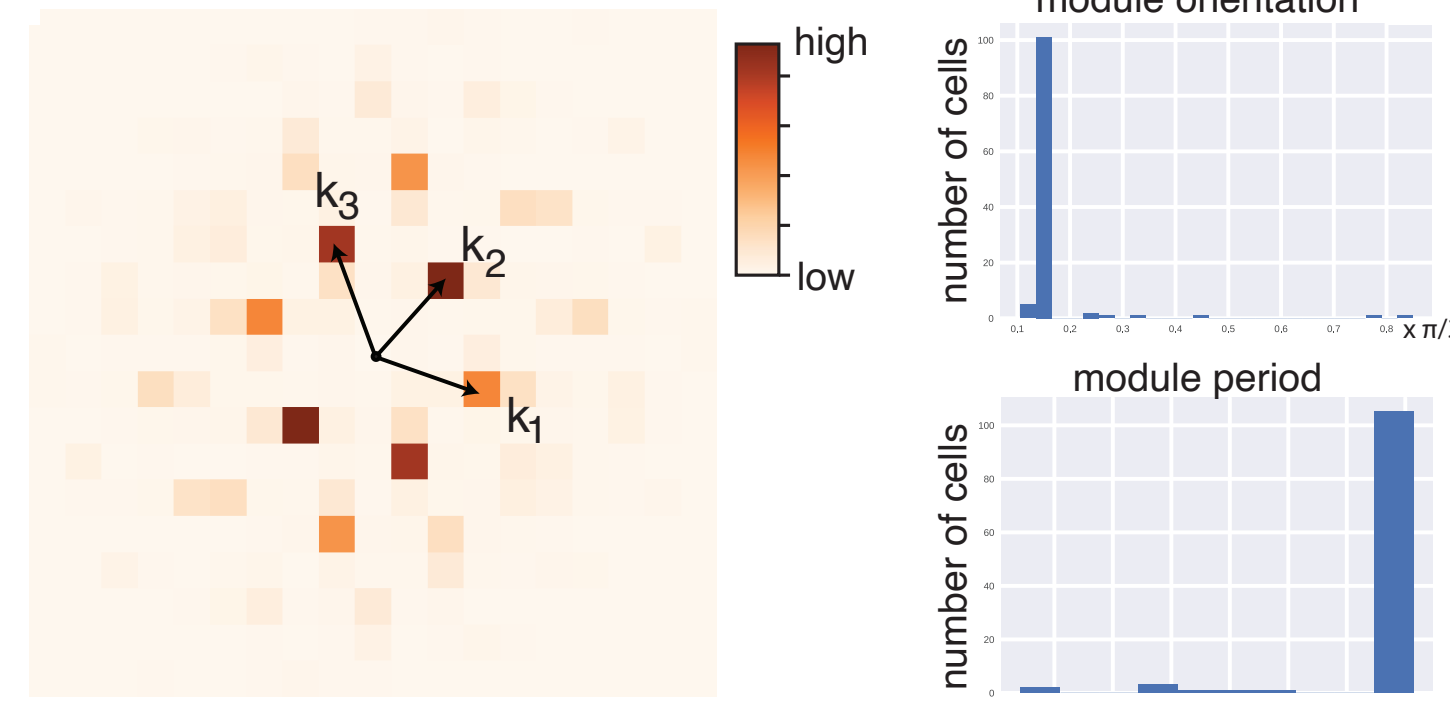 high
low
k3
k2
k1
module orientation
number of cells
100
80
60
40
20
0
0.1 0.2 0.3 0.4 0.5 0.6 0.7 0.8
x π/
module period
number of cells
100
80
60
40
20
0